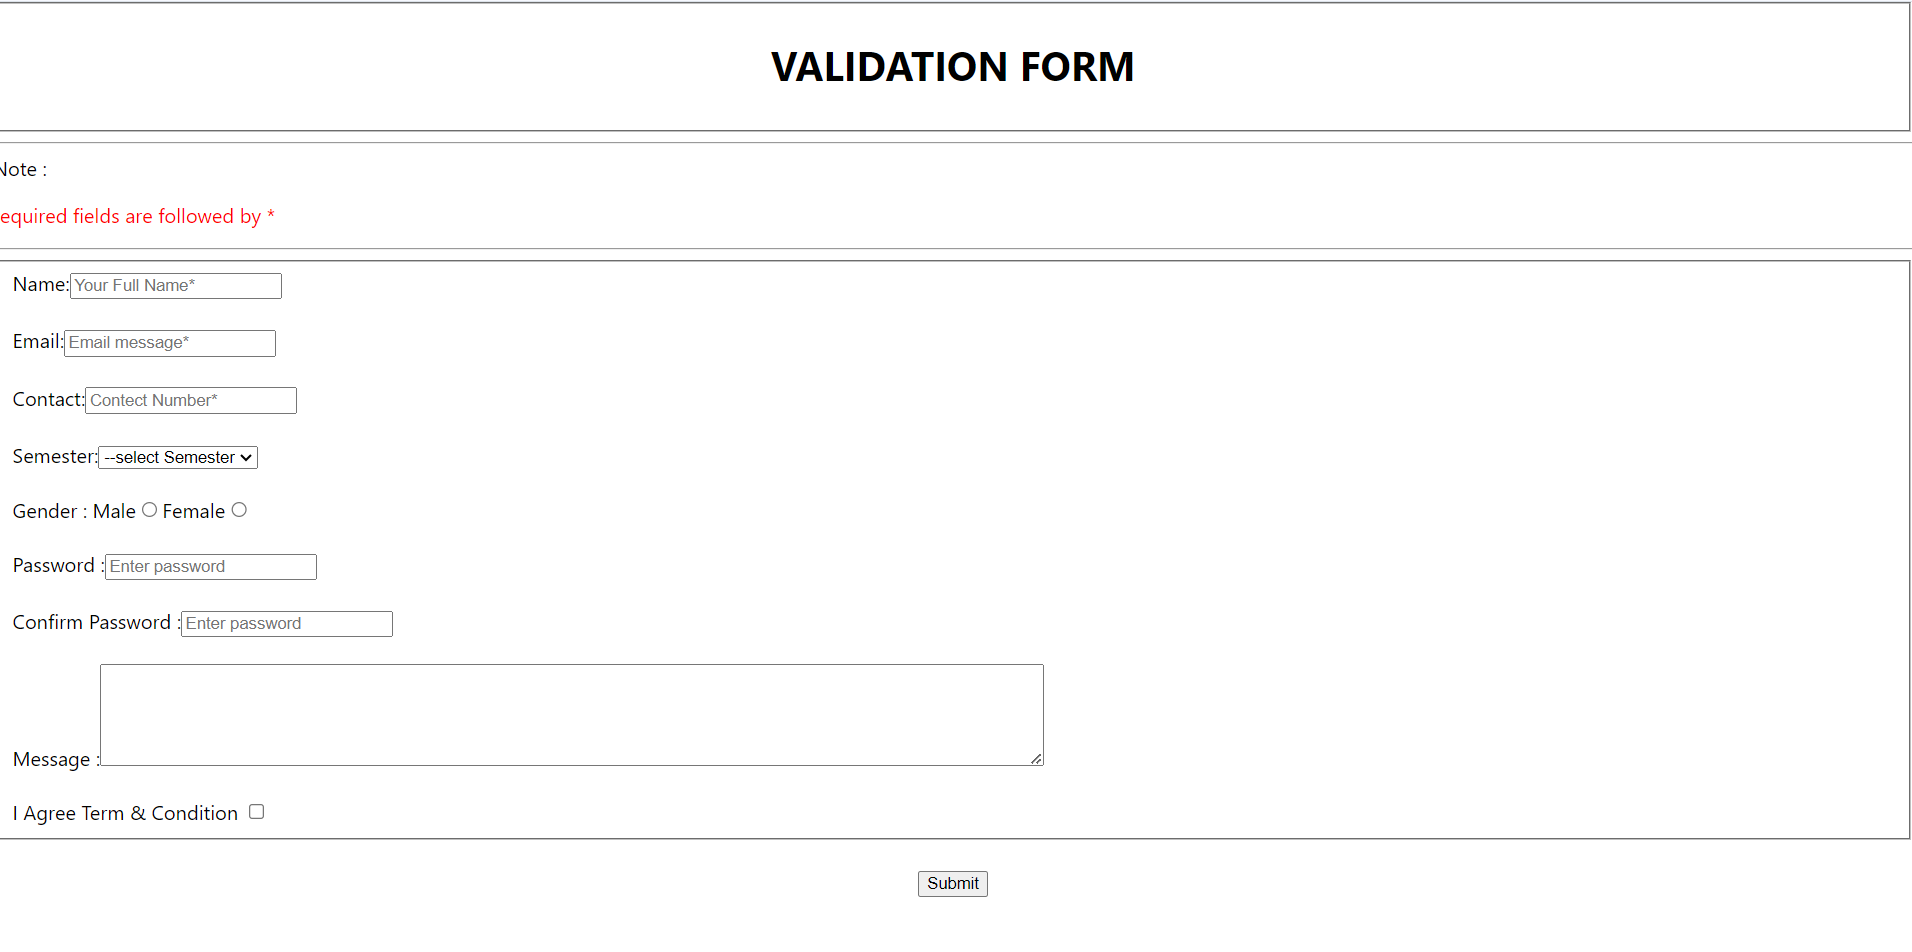 VALIDATION FORM
Note :
equired fields are followed by *
Name: Your Full Name*
Email: Email message*
Contact: Contect Number*
Semester: --select Semester
Gender : Male Female
Password : Enter password
Confirm Password : Enter password
Message :
I Agree Term & Condition
Submit